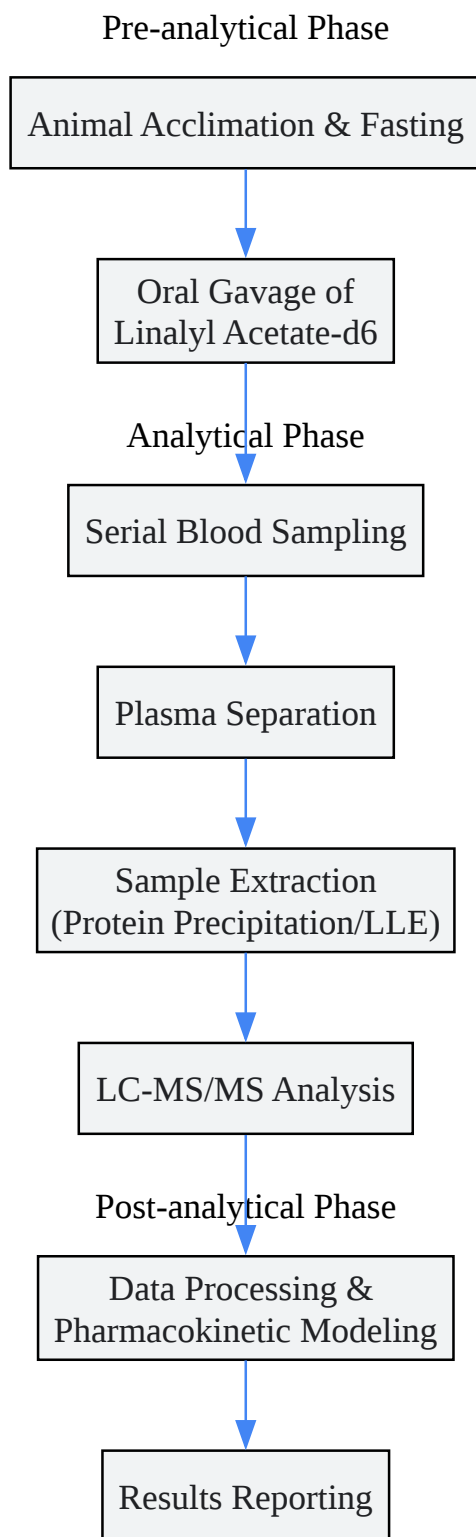 Pre-analytical Phase
Animal Acclimation & Fasting
Oral Gavage of
Linalyl Acetate-d6
Analytical Phase
Serial Blood Sampling
Plasma Separation
Sample Extraction
(Protein Precipitation/LLE)
LC-MS/MS Analysis
Post-analytical Phase
Data Processing &
Pharmacokinetic Modeling
Results Reporting